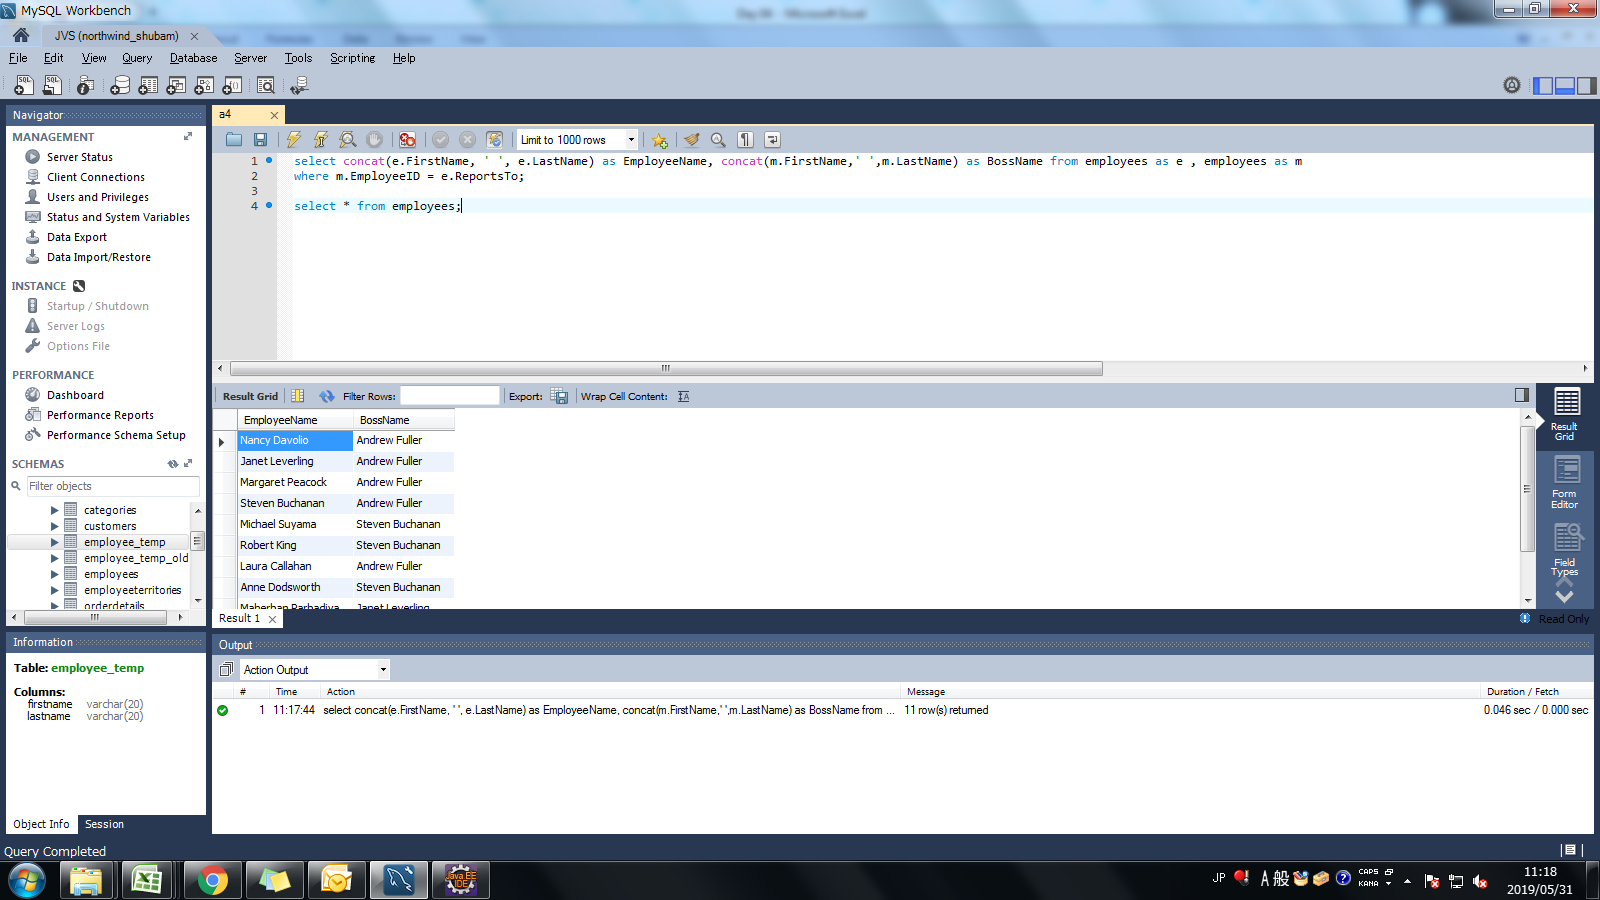 MySQL Workbench
JVS (northwind_shubam)
File Edit View Query Database Server Tools Scripting Help
Navigator
MANAGEMENT
Server Status
Client Connections
Users and Privileges
Status and System Variables
Data Export
Data Import/Restore
INSTANCE
Startup / Shutdown
Server Logs
Options File
PERFORMANCE
Dashboard
Performance Reports
Performance Schema Setup
SCHEMAS
Filter objects
categories
customers
employee_temp
employee_temp_old
employees
employeeterritories
orderdetails
Information
Table: employee_temp
Columns:
firstname varchar(20)
lastname varchar(20)
Object Info Session
a4
Limit to 1000 rows
1 select concat(e.FirstName, ' ', e.LastName) as EmployeeName, concat(m.FirstName,' ',m.LastName) as BossName from employees as e , employees as m
2 where m.EmployeeID = e.ReportsTo;
3
4 select * from employees;
Result Grid Filter Rows: Export: Wrap Cell Content:
EmployeeName BossName
Nancy Davolio Andrew Fuller
Janet Leverling Andrew Fuller
Margaret Peacock Andrew Fuller
Steven Buchanan Andrew Fuller
Michael Suyama Steven Buchanan
Robert King Steven Buchanan
Laura Callahan Andrew Fuller
Anne Dodsworth Steven Buchanan
Janet Leverling
Result Grid
Form Editor
Field Types
Result 1
Read Only
Output
Action Output
# Time Action Message Duration / Fetch
1 11:17:44 select concat(e.FirstName, ' ', e.LastName) as EmployeeName, concat(m.FirstName,' ',m.LastName) as BossName from ... 11 row(s) returned 0.046 sec / 0.000 sec
Query Completed
Java EE IDE
JP A 般 CAPS KANA
11:18
2019/05/31